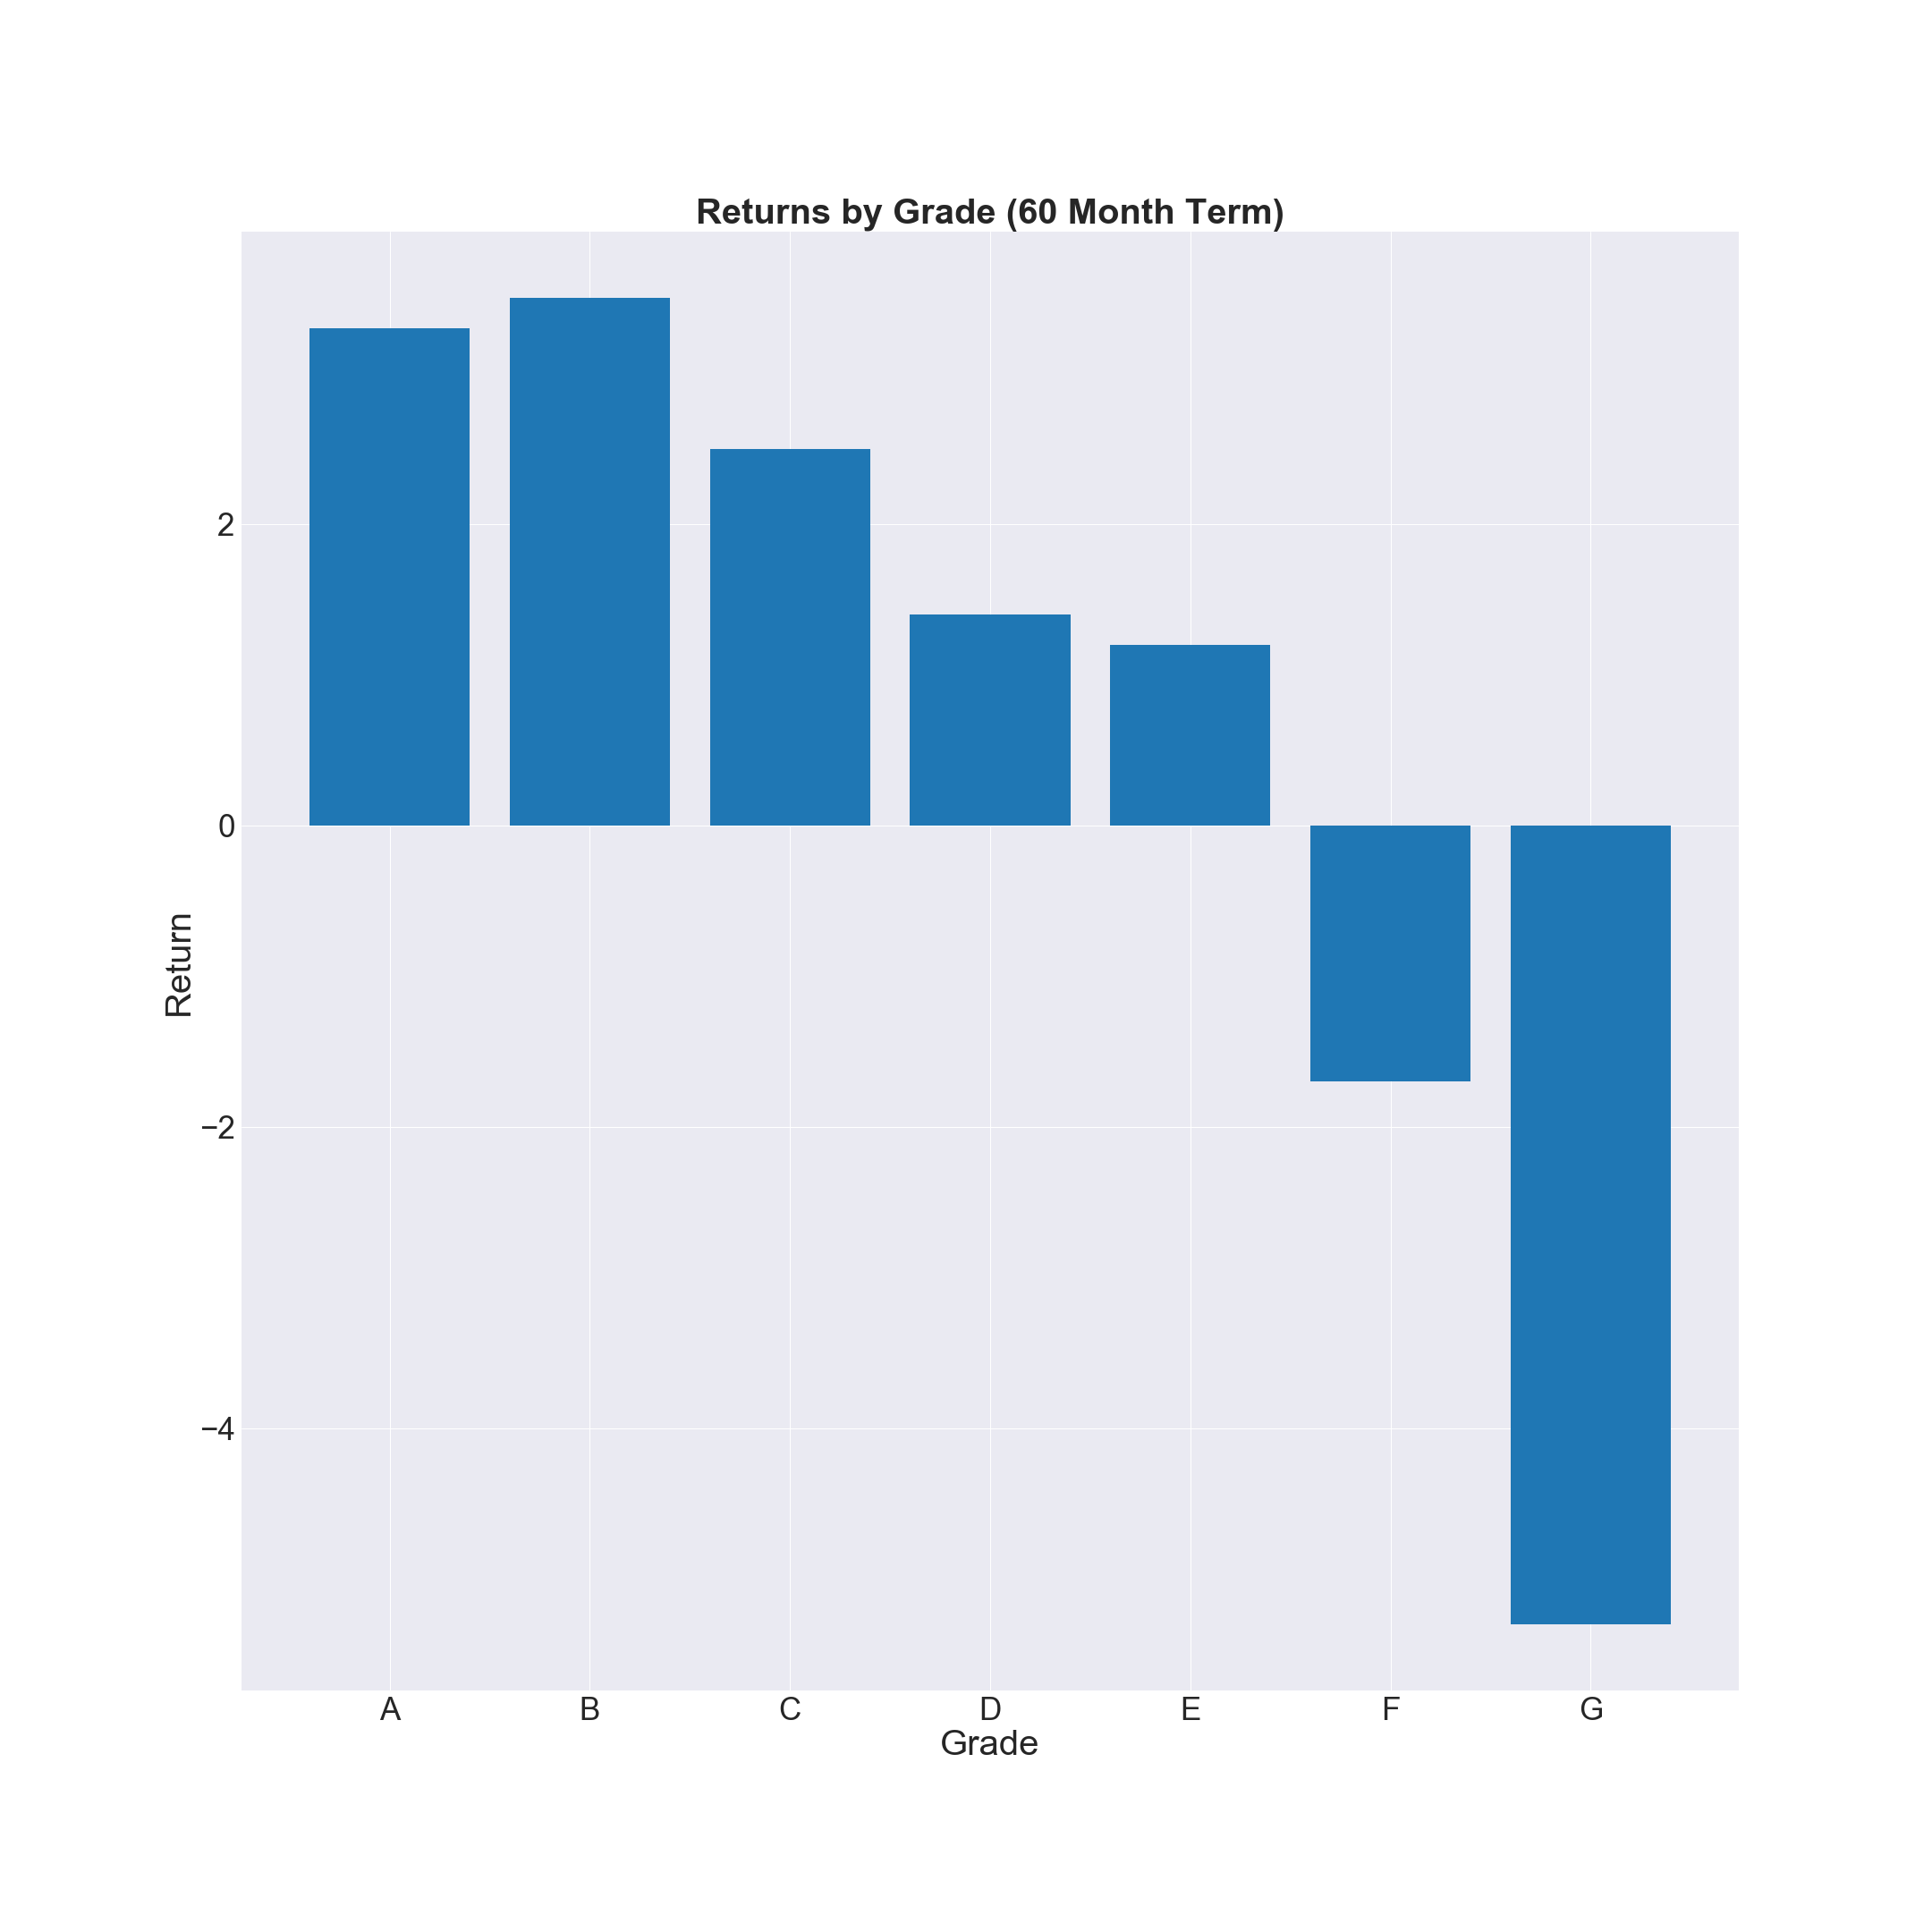 Returns by Grade (60 Month Term)
2
0
−2
−4
Return
A B C D E F G
Grade